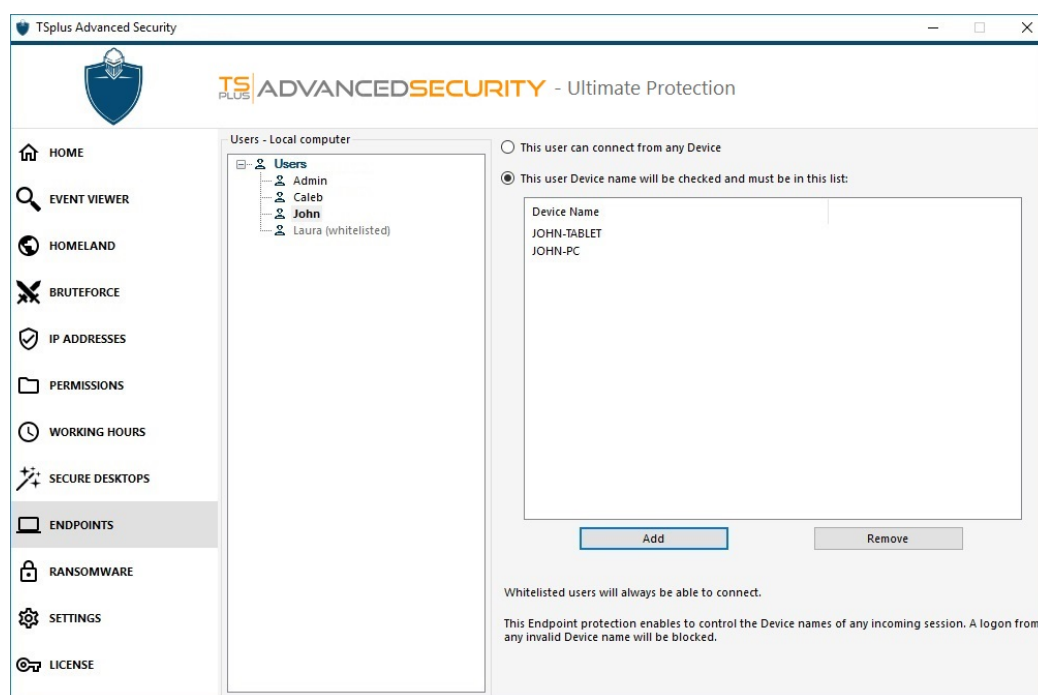 TSplus Advanced Security
TS PLUS ADVANCEDSECURITY - Ultimate Protection
HOME
EVENT VIEWER
HOMELAND
BRUTEFORCE
IP ADDRESSES
PERMISSIONS
WORKING HOURS
SECURE DESKTOPS
ENDPOINTS
RANSOMWARE
SETTINGS
LICENSE
Users - Local computer
Users
Admin
Caleb
John
Laura (whitelisted)
This user can connect from any Device
This user Device name will be checked and must be in this list:
Device Name
JOHN-TABLET
JOHN-PC
Add Remove
Whitelisted users will always be able to connect.
This Endpoint protection enables to control the Device names of any incoming session. A logon from
any invalid Device name will be blocked.